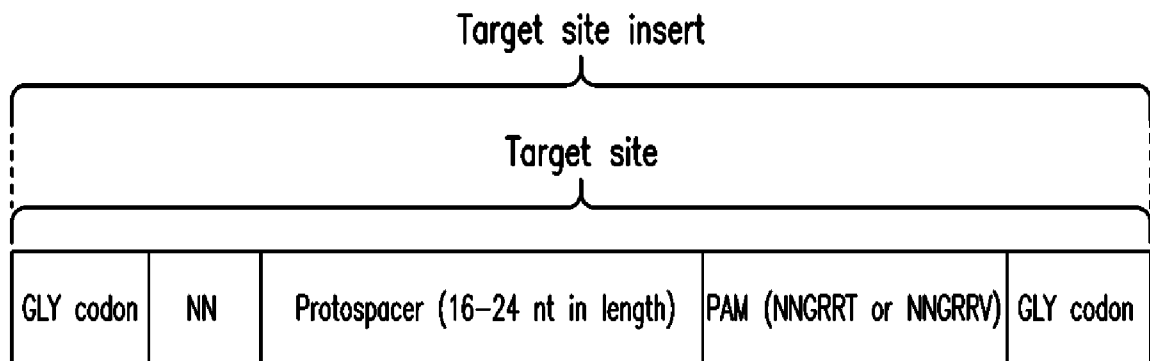 Target site insert
Target site
GLY codon NN Protospacer (16–24 nt in length) PAM (NNGRRT or NNGRRV) GLY codon